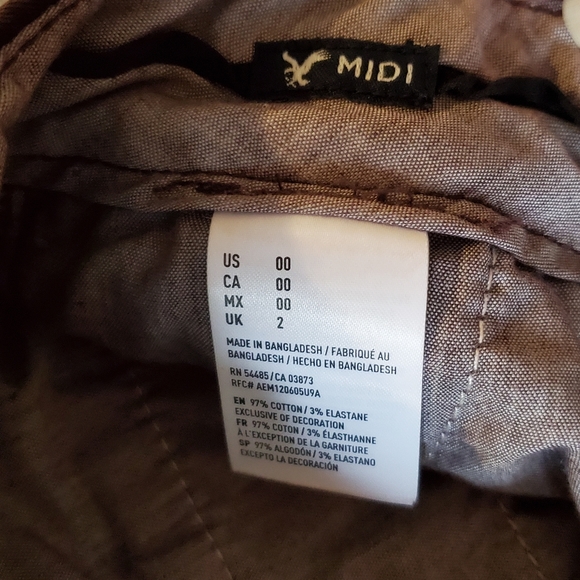 MIDI
US 00
CA 00
MX 00
UK 2
MADE IN BANGLADESH / FABRIQUÉ AU
BANGLADESH / HECHO EN BANGLADESH
RN 54485/CA 03873
RFC# AEM120605U9A
EN 97% COTTON / 3% ELASTANE
EXCLUSIVE OF DECORATION
FR 97% COTON / 3% ÉLASTHANNE
À L'EXCEPTION DE LA GARNITURE
SP 97% ALGODÓN / 3% ELASTANO
EXCEPTO LA DECORACIÓN